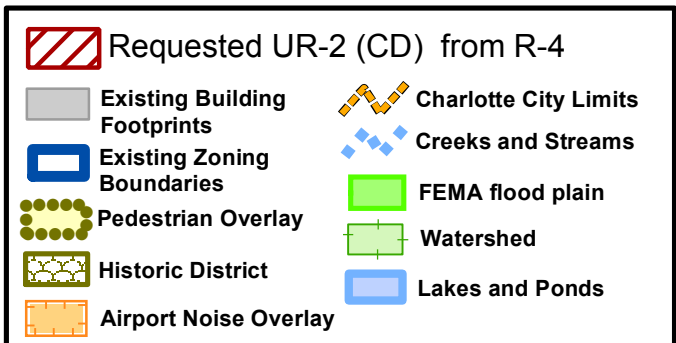 Requested UR-2 (CD) from R-4
Existing Building
Footprints
Existing Zoning
Boundaries
Pedestrian Overlay
Historic District
Airport Noise Overlay
Charlotte City Limits
Creeks and Streams
FEMA flood plain
Watershed
Lakes and Ponds